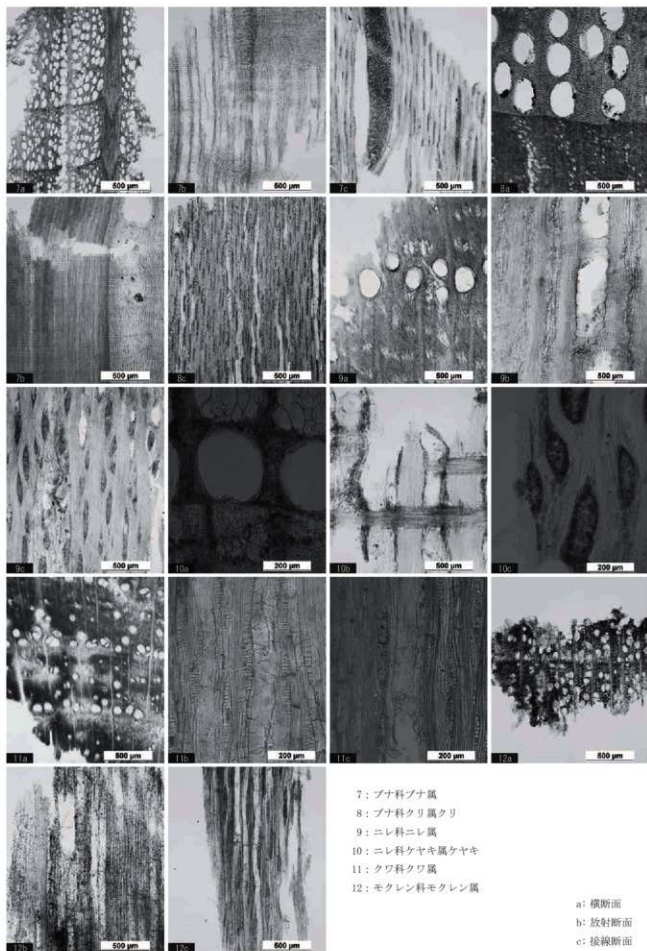 7a
500 μm
7b
500 μm
7c
500 μm
8a
500 μm
7b
500 μm
8c
500 μm
9a
500 μm
9b
500 μm
9c
500 μm
10a
200 μm
10b
500 μm
10c
200 μm
11a
500 μm
11b
200 μm
11c
200 μm
12a
500 μm
12b
500 μm
12c
500 μm
7：ブナ科ブナ属
8：ブナ科クリ属クリ
9：ニレ科ニレ属
10：ニレ科ケヤキ属ケヤキ
11：クワ科クワ属
12：モクレン科モクレン属
a：横断面
b：放射断面
c：接線断面